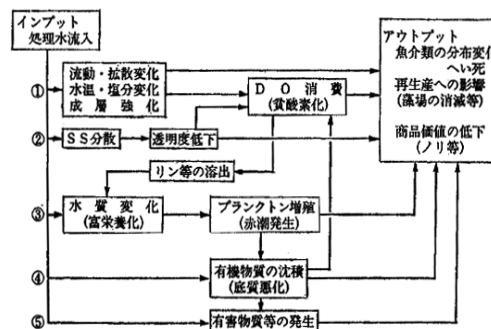 インプット
処理水流入
アウトプット
魚介類の分布変化
へい死
再生産への影響
(藻場の消滅等)
商品価値の低下
(ノリ等)
①
流動・拡散変化
水温・塩分変化
成層強化
DO消費
(貧酸素化)
②
SS分散
透明度低下
リン等の溶出
③
水質変化
(富栄養化)
プランクトン増殖
(赤潮発生)
④
有機物質の沈積
(底質悪化)
⑤
有害物質等の発生